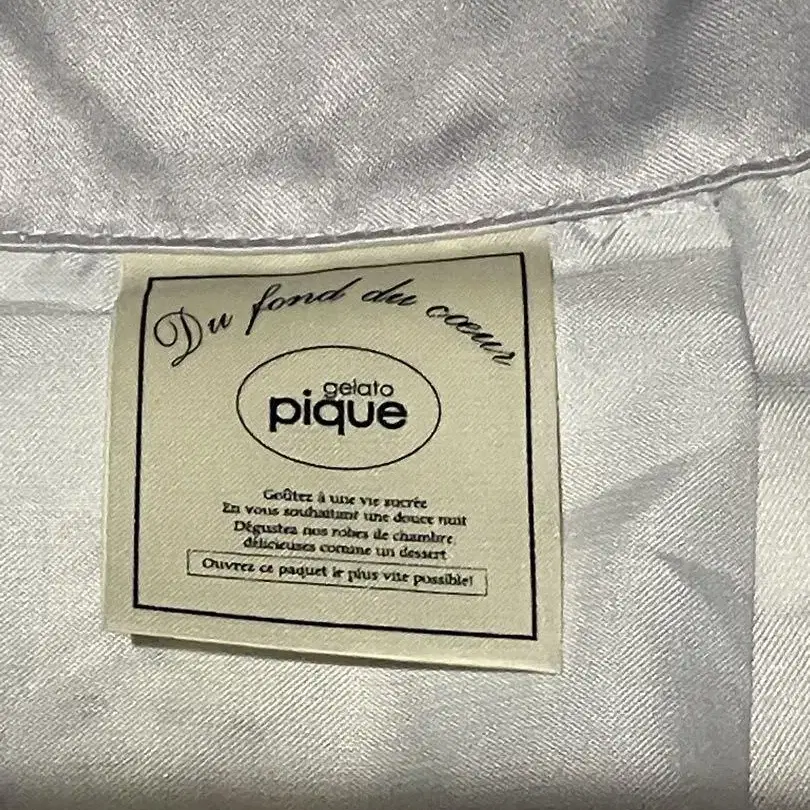 Du fond du cœur
gelato
pique
Goûtez à une vie sucrée
En vous souhaitant une douce nuit
Dégustez nos robes de chambre
délicieuses comme un dessert
Ouvrez ce paquet le plus vite possible!